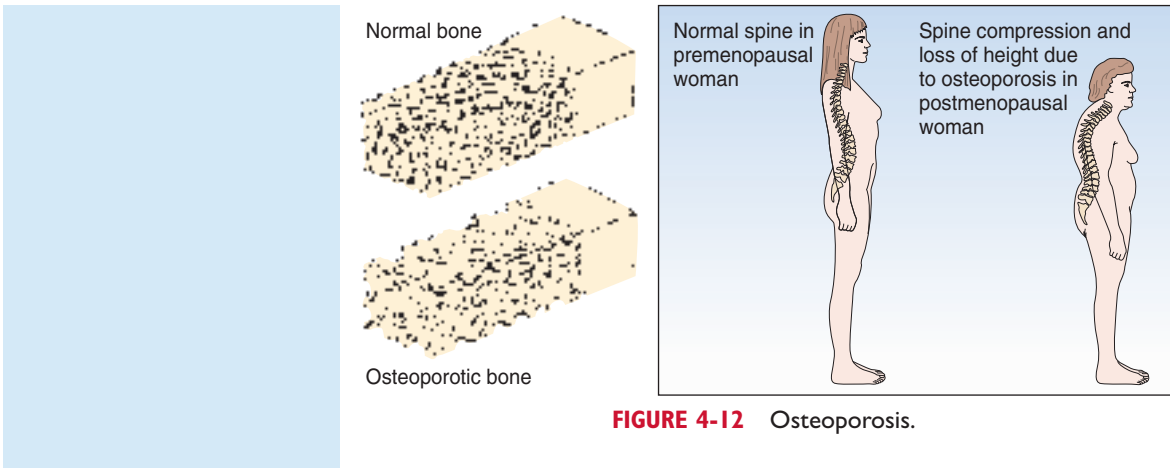 Normal bone
Osteoporotic bone
Normal spine in
premenopausal
woman
Spine compression and
loss of height due
to osteoporosis in
postmenopausal
woman
FIGURE 4-12 Osteoporosis.